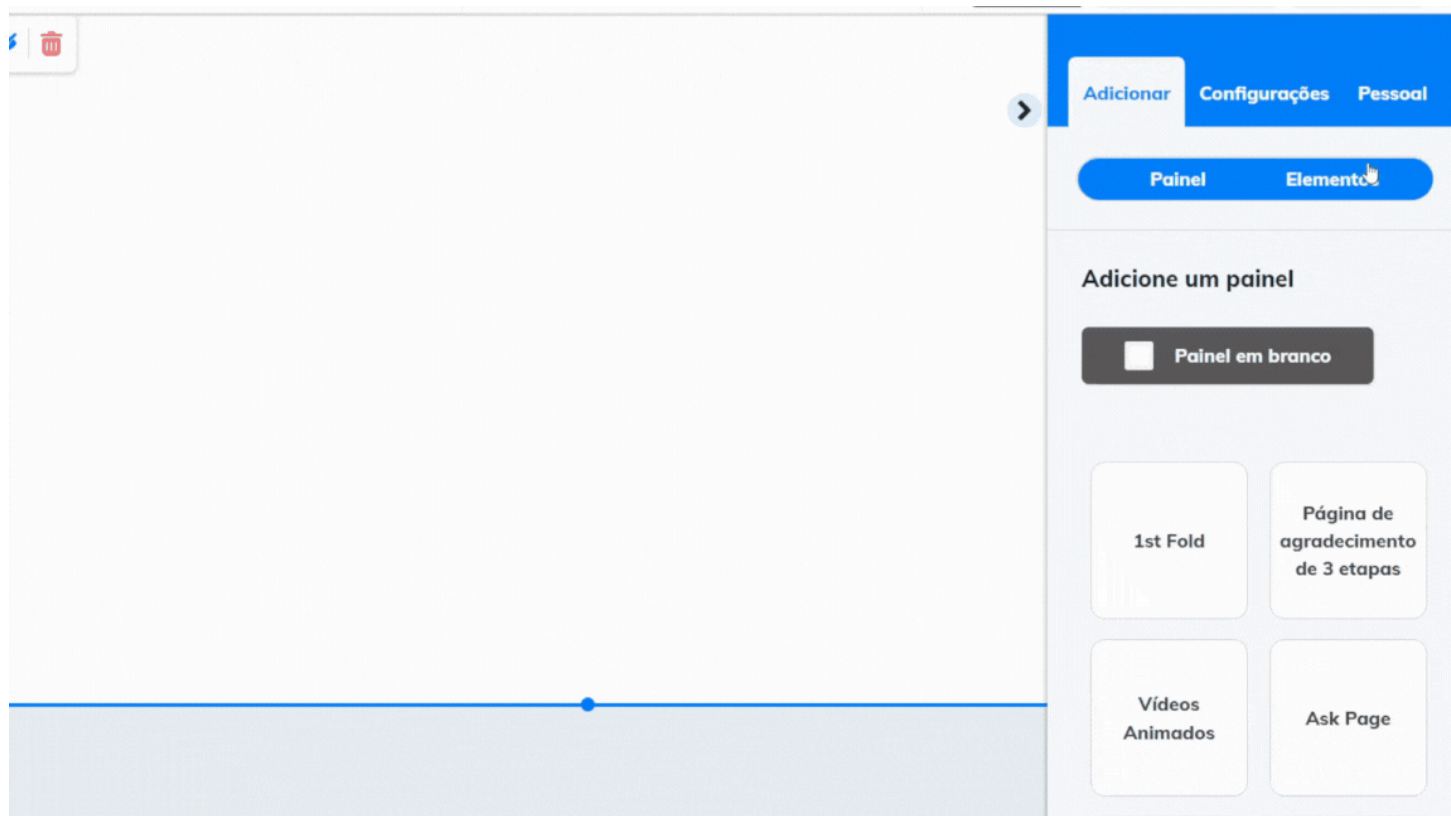 Adicionar Configurações Pessoal
Painel Elementos
Adicione um painel
Painel em branco
1st Fold
Página de
agradecimento
de 3 etapas
Vídeos
Animados
Ask Page